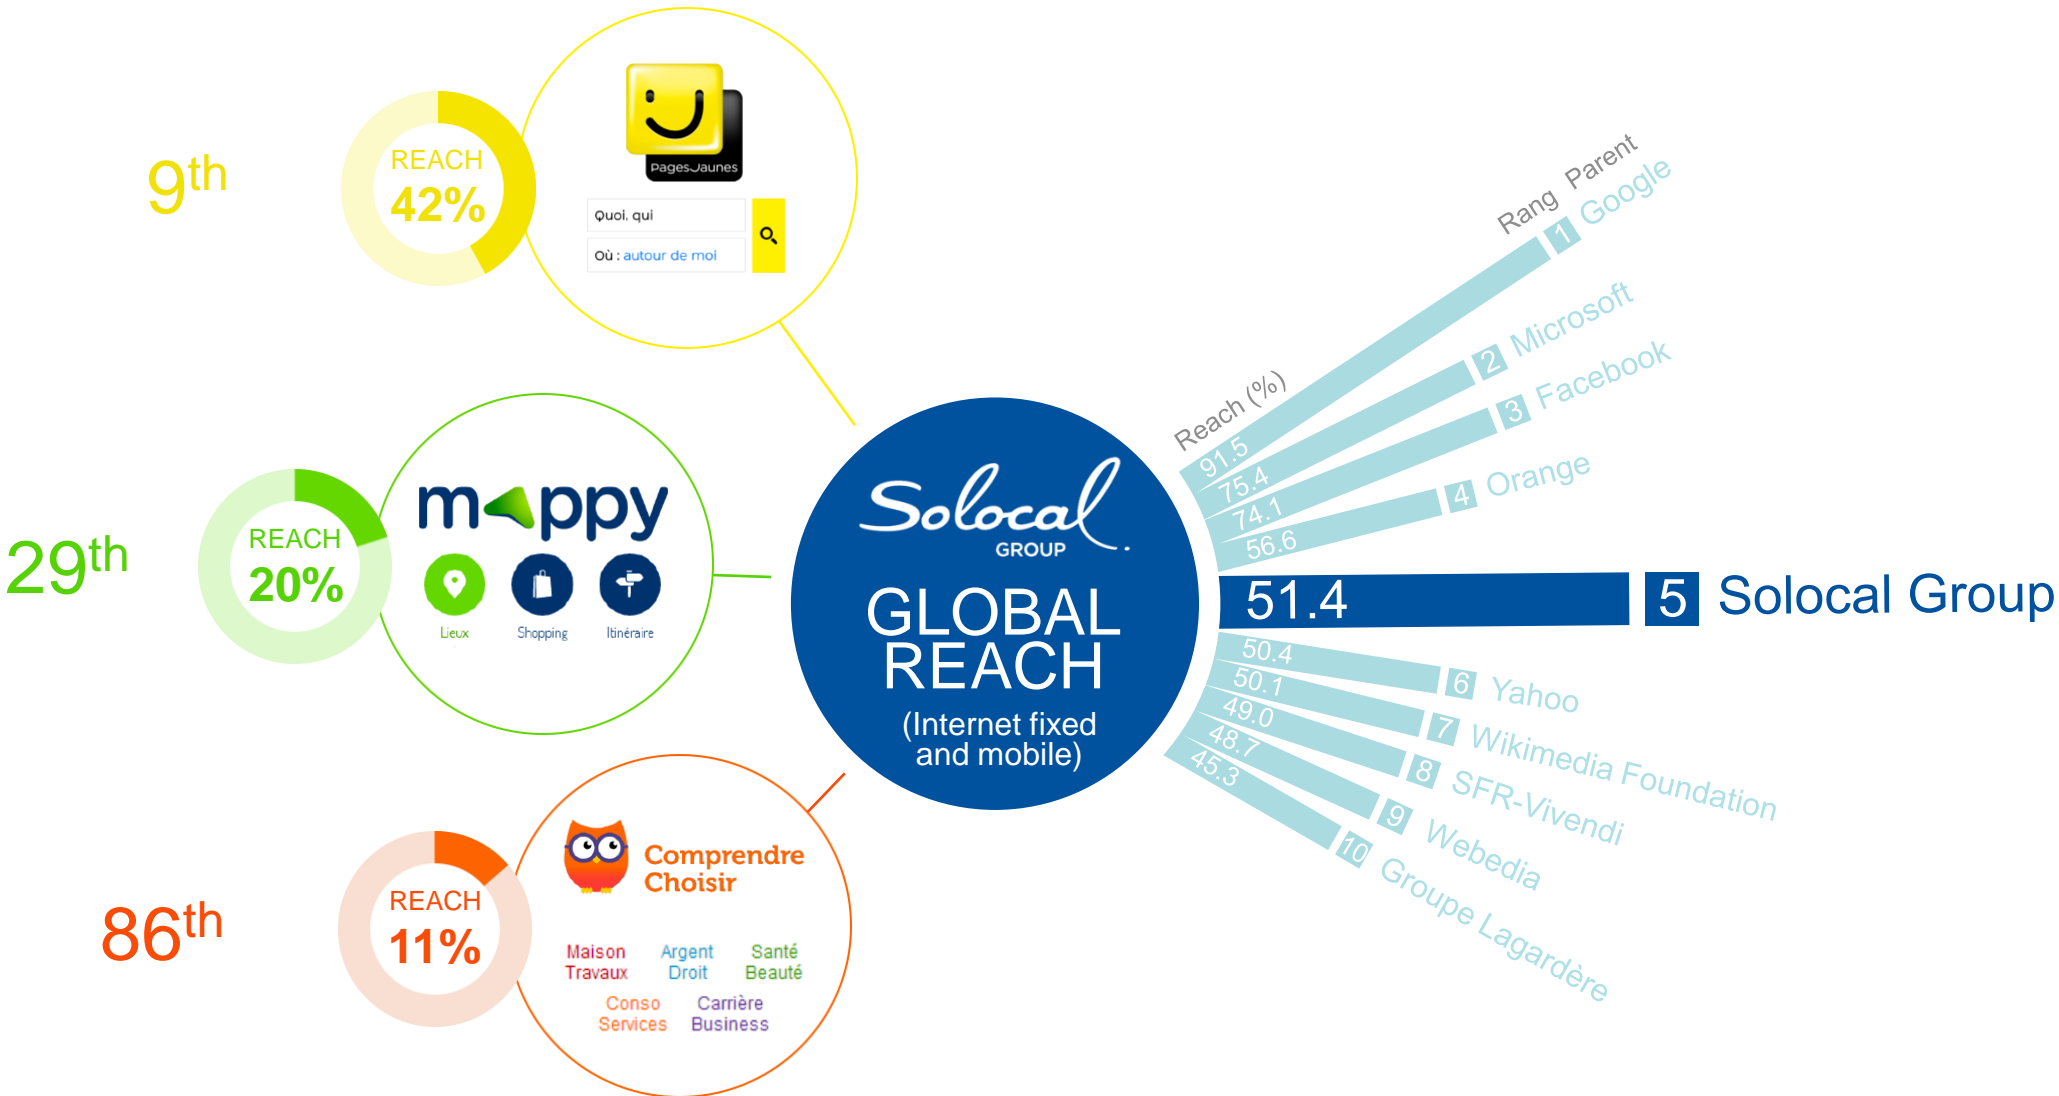 9th
REACH
42%
PagesJaunes
Quoi, qui
Où : autour de moi
29th
REACH
20%
mappy
Lieux
Shopping
Itinéraire
86th
REACH
11%
Comprendre
Choisir
Maison
Travaux
Argent
Droit
Santé
Beauté
Conso
Services
Carrière
Business
Solocal
GROUP
GLOBAL
REACH
(Internet fixed
and mobile)
Reach (%) Rang Parent
91.5 1 Google
75.4 2 Microsoft
74.1 3 Facebook
56.6 4 Orange
51.4 5 Solocal Group
50.4 6 Yahoo
50.1 7 Wikimedia Foundation
49.0 8 SFR-Vivendi
48.7 9 Webedia
45.3 10 Groupe Lagardère